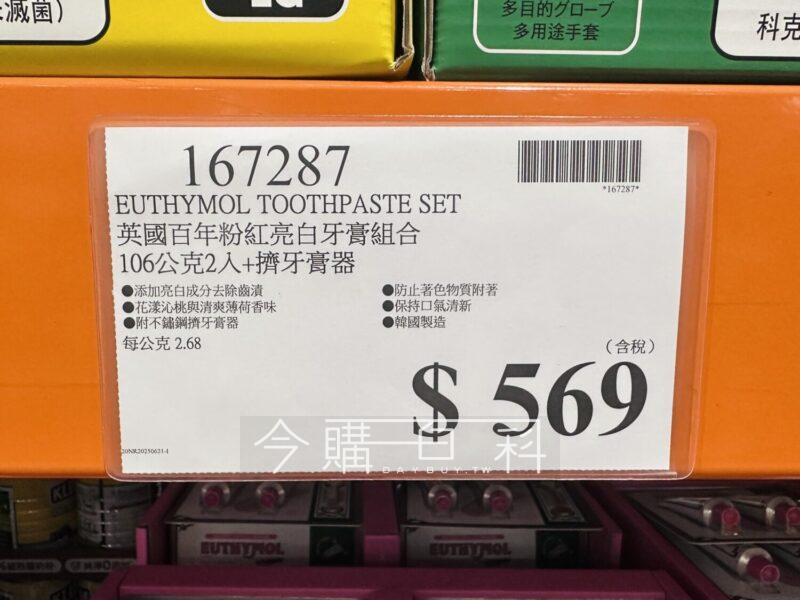 滅菌)
多目的グローブ
多用途手套
科克
167287
*167287*
EUTHYMOL TOOTHPASTE SET
英國百年粉紅亮白牙膏組合
106公克2入+擠牙膏器
●添加亮白成分去除齒漬
●防止著色物質附著
●花漾沁桃與清爽薄荷香味
●保持口氣清新
●附不鏽鋼擠牙膏器
●韓國製造
每公克 2.68
(含稅)
$ 569
今購百科
DAYBUY.TW
20NR20250621-1
EUTHYMOL
EUTHYMOL